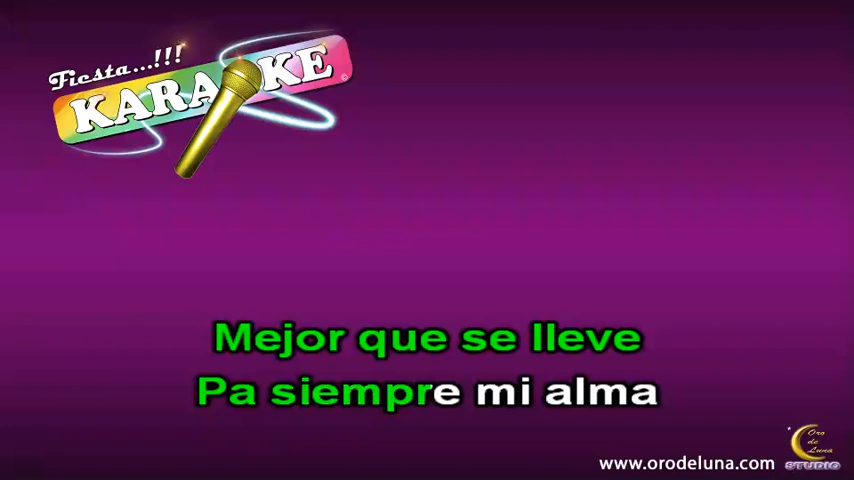 Fiesta...!!!
KARAOKE ©
Mejor que se lleve
Pa siempre mi alma
www.orodeluna.com
Oro
de
Luna
STUDIO